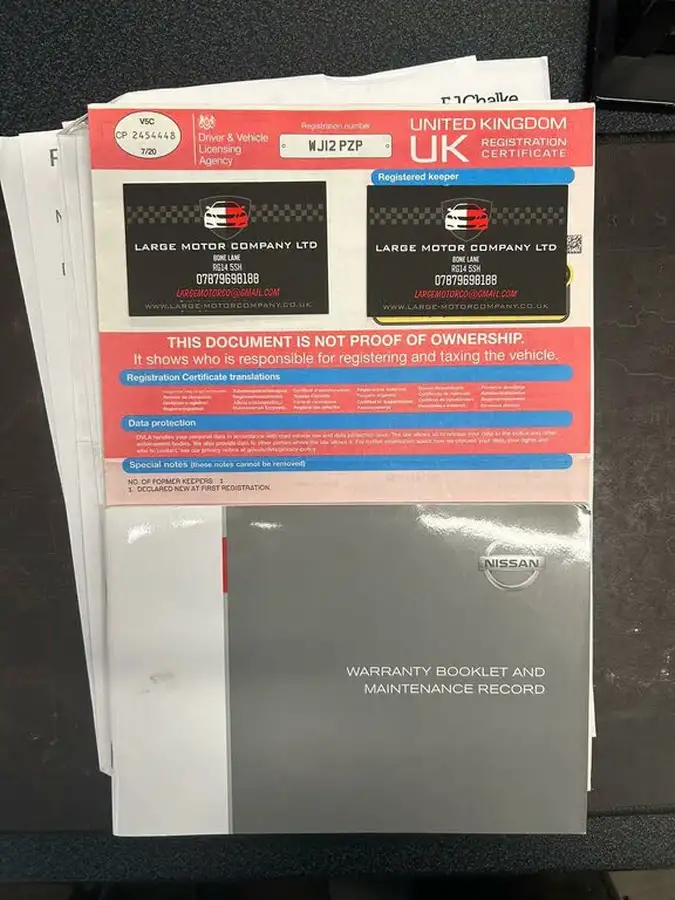 FJChalke
V5C
CP 2454448
7/20
Driver & Vehicle
Licensing
Agency
Registration number
WJ12 PZP
UNITED KINGDOM
UK REGISTRATION
CERTIFICATE
Registered keeper
LARGE MOTOR COMPANY LTD
BONE LANE
RG14 5SH
07879698188
LARGEMOTORCO@GMAIL.COM
WWW.LARGE-MOTORCOMPANY.CO.UK
LARGE MOTOR COMPANY LTD
BONE LANE
RG14 5SH
07879698188
LARGEMOTORCO@GMAIL.COM
WWW.LARGE-MOTORCOMPANY.CO.UK
THIS DOCUMENT IS NOT PROOF OF OWNERSHIP.
It shows who is responsible for registering and taxing the vehicle.
Registration Certificate translations
Data protection
Special notes (these notes cannot be removed)
NO. OF FORMER KEEPERS: 1
1. DECLARED NEW AT FIRST REGISTRATION.
NISSAN
WARRANTY BOOKLET AND
MAINTENANCE RECORD